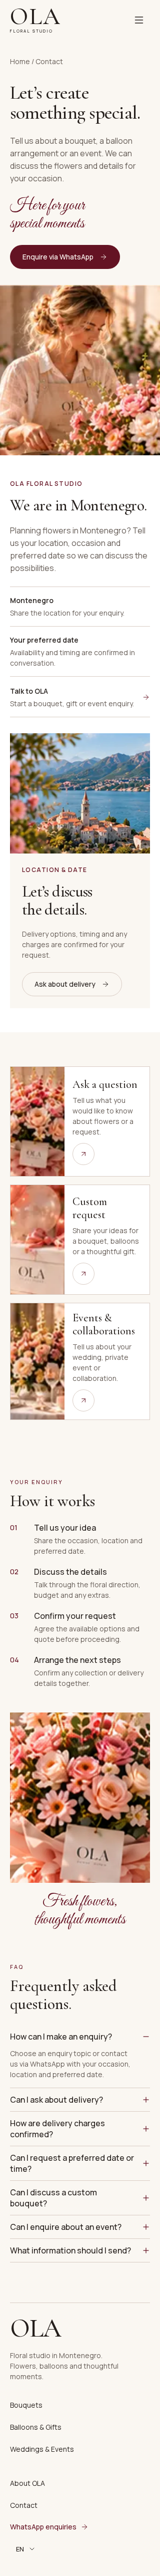 OLA
FLORAL STUDIO
Home / Contact
Let’s create
something special.
Tell us about a bouquet, a balloon
arrangement or an event. We can
discuss the flowers and details for
your occasion.
Here for your
special moments
Enquire via WhatsApp
OLA
OLA FLORAL STUDIO
We are in Montenegro.
Planning flowers in Montenegro? Tell
us your location, occasion and
preferred date so we can discuss the
possibilities.
Montenegro
Share the location for your enquiry.
Your preferred date
Availability and timing are confirmed in
conversation.
Talk to OLA
Start a bouquet, gift or event enquiry.
LOCATION & DATE
Let’s discuss
the details.
Delivery options, timing and any
charges are confirmed for your
request.
Ask about delivery
OLA
Ask a question
Tell us what you
would like to know
about flowers or a
request.
OLA
Custom
request
Share your ideas for
a bouquet, balloons
or a thoughtful gift.
Events &
collaborations
Tell us about your
wedding, private
event or
collaboration.
YOUR ENQUIRY
How it works
01
Tell us your idea
Share the occasion, location and
preferred date.
02
Discuss the details
Talk through the floral direction,
budget and any extras.
03
Confirm your request
Agree the available options and
quote before proceeding.
04
Arrange the next steps
Confirm any collection or delivery
details together.
OLA
Fresh flowers,
thoughtful moments
FAQ
Frequently asked
questions.
How can I make an enquiry?
Choose an enquiry topic or contact
us via WhatsApp with your occasion,
location and preferred date.
Can I ask about delivery?
How are delivery charges
confirmed?
Can I request a preferred date or
time?
Can I discuss a custom
bouquet?
Can I enquire about an event?
What information should I send?
OLA
Floral studio in Montenegro.
Flowers, balloons and thoughtful
moments.
Bouquets
Balloons & Gifts
Weddings & Events
About OLA
Contact
WhatsApp enquiries
EN